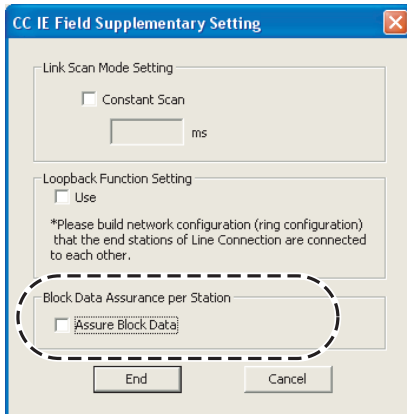 CC IE Field Supplementary Setting
Link Scan Mode Setting
Constant Scan
ms
Loopback Function Setting
Use
*Please build network configuration (ring configuration)
that the end stations of Line Connection are connected
to each other.
Block Data Assurance per Station
Assure Block Data
End Cancel